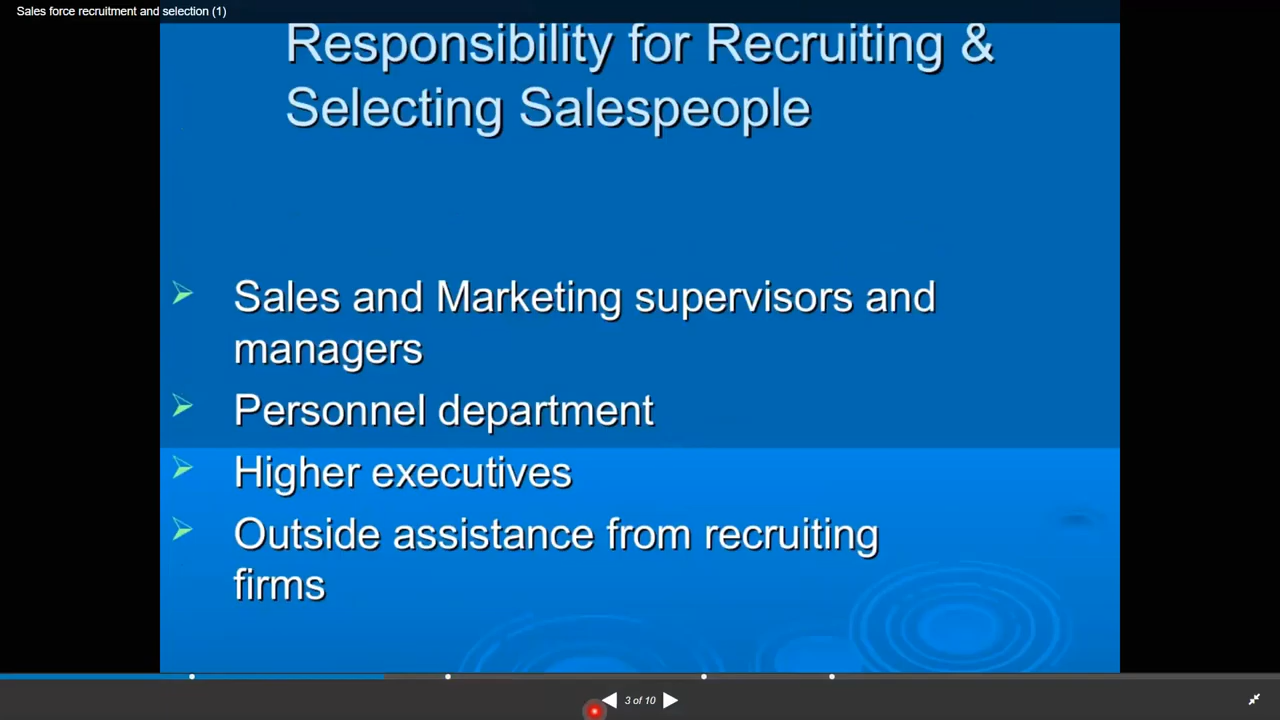 Sales force recruitment and selection (1)
Responsibility for Recruiting &
Selecting Salespeople
Sales and Marketing supervisors and
managers
Personnel department
Higher executives
Outside assistance from recruiting
firms
3 of 10